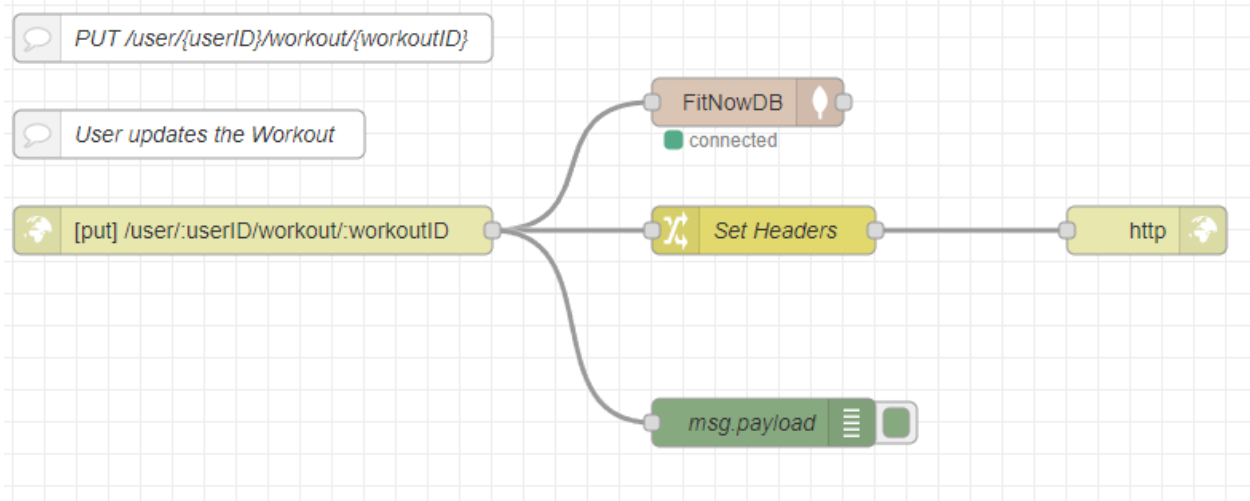 PUT /user/{userID}/workout/{workoutID}
FitNowDB
connected
User updates the Workout
[put] /user/:userID/workout/:workoutID
Set Headers
http
msg.payload